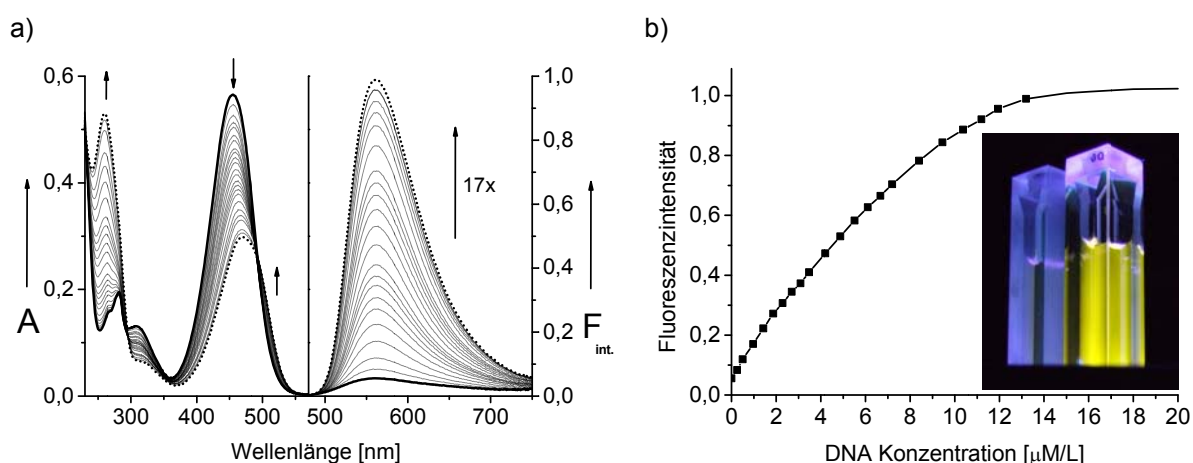 a)
0,6
0,4
0,2
0,0
A
17x
1,0
0,8
0,6
0,4
0,2
0,0
F int.
300 400 500 500 600 700
Wellenlänge [nm]
b)
1,0
0,8
0,6
0,4
0,2
0,0
Fluoreszenzintensität
0 2 4 6 8 10 12 14 16 18 20
DNA Konzentration [μM/L]